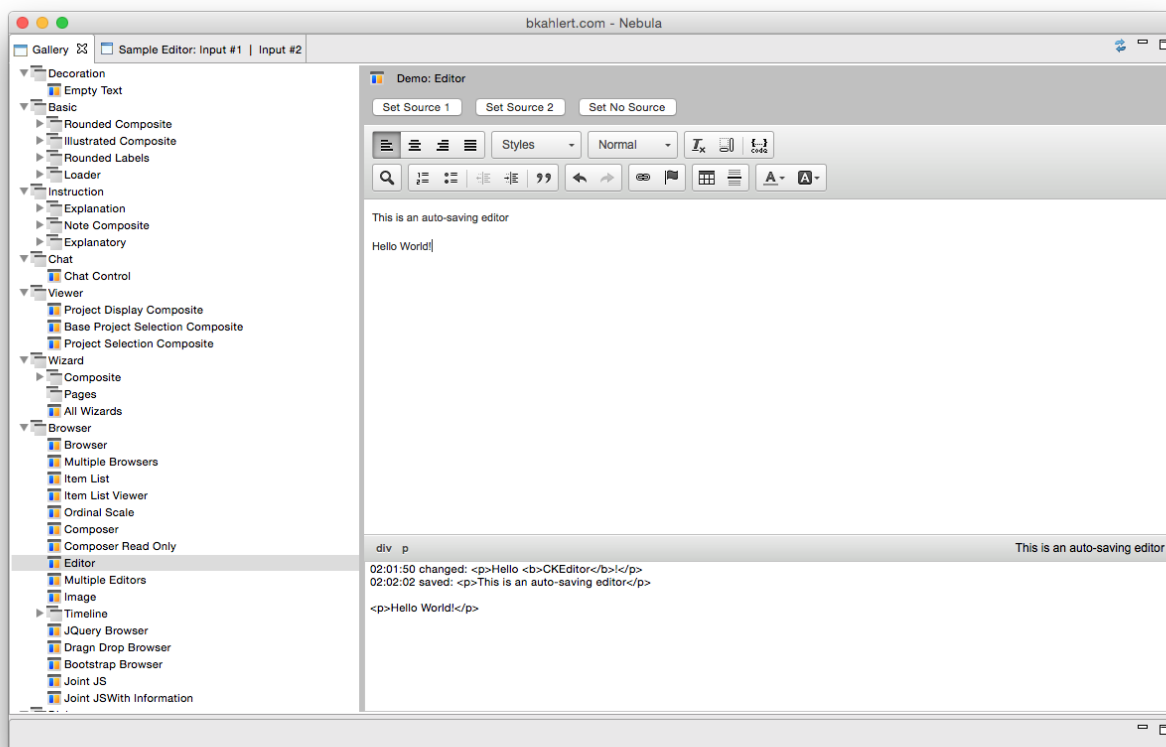 bkahlert.com - Nebula
Gallery
Sample Editor: Input #1 | Input #2
Decoration
Empty Text
Basic
Rounded Composite
Illustrated Composite
Rounded Labels
Loader
Instruction
Explanation
Note Composite
Explanatory
Chat
Chat Control
Viewer
Project Display Composite
Base Project Selection Composite
Project Selection Composite
Wizard
Composite
Pages
All Wizards
Browser
Browser
Multiple Browsers
Item List
Item List Viewer
Ordinal Scale
Composer
Composer Read Only
Editor
Multiple Editors
Image
Timeline
JQuery Browser
Dragn Drop Browser
Bootstrap Browser
Joint JS
Joint JSWith Information
Demo: Editor
Set Source 1 Set Source 2 Set No Source
Styles Normal
This is an auto-saving editor
Hello World!
div p This is an auto-saving editor
02:01:50 changed: <p>Hello <b>CKEditor</b>!</p>
02:02:02 saved: <p>This is an auto-saving editor</p>
<p>Hello World!</p>